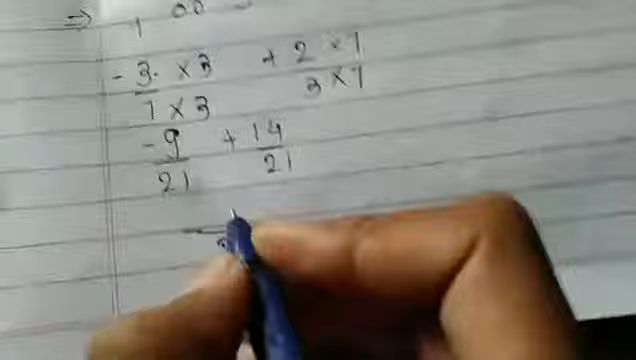 - 3/7 × 3/3 + 2/3 × 7/7
- 9/21 + 14/21